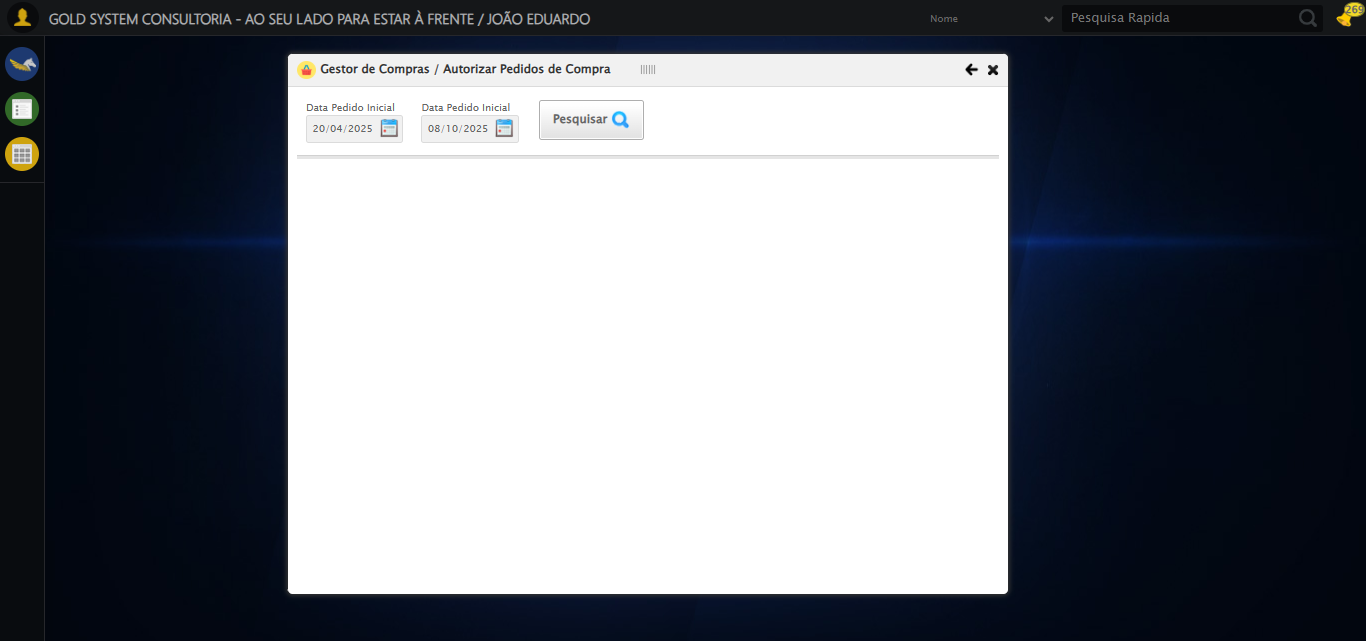 GOLD SYSTEM CONSULTORIA - AO SEU LADO PARA ESTAR À FRENTE / JOÃO EDUARDO
Nome
Pesquisa Rapida
269
Gestor de Compras / Autorizar Pedidos de Compra
Data Pedido Inicial
Data Pedido Inicial
20/04/2025
08/10/2025
Pesquisar